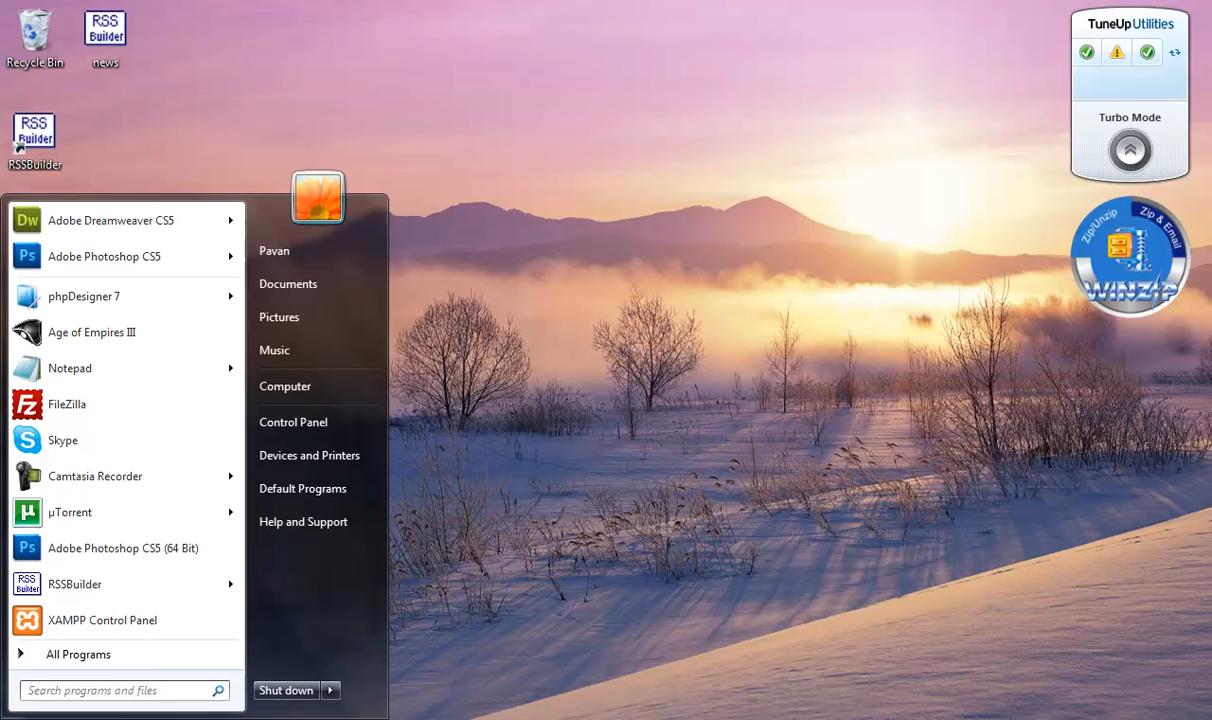 Recycle Bin
RSS
Builder
news
RSS
Builder
RSSBuilder
TuneUp Utilities
Turbo Mode
Zip/Unzip
Zip & Email
WINZIP
Dw
Adobe Dreamweaver CS5
Ps
Adobe Photoshop CS5
phpDesigner 7
Age of Empires III
Notepad
Fz
FileZilla
S
Skype
Camtasia Recorder
µ
µTorrent
Ps
Adobe Photoshop CS5 (64 Bit)
RSS
Builder
RSSBuilder
XAMPP Control Panel
All Programs
Search programs and files
Pavan
Documents
Pictures
Music
Computer
Control Panel
Devices and Printers
Default Programs
Help and Support
Shut down